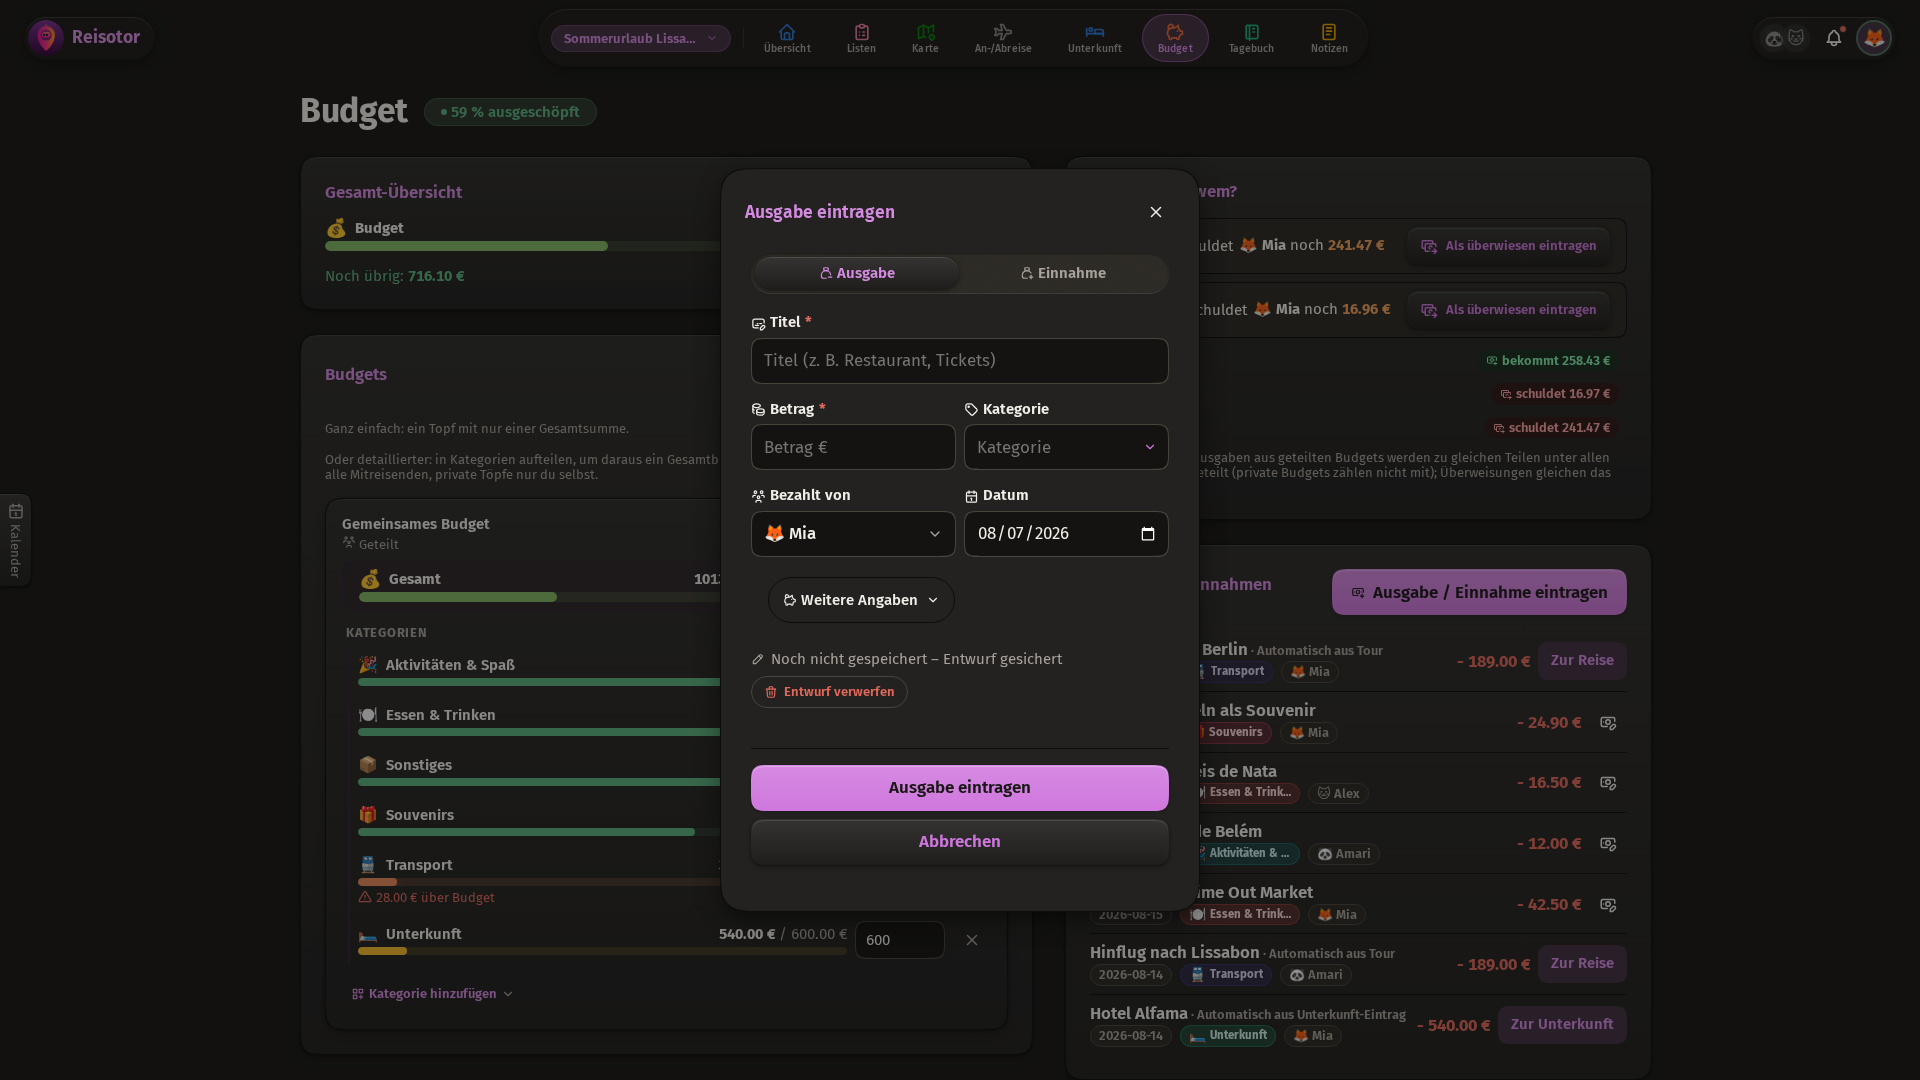 Reisotor
Sommerurlaub Lissa...
Übersicht
Listen
Karte
An-/Abreise
Unterkunft
Budget
Tagebuch
Notizen
Budget
59 % ausgeschöpft
Gesamt-Übersicht
Budget
Noch übrig: 716.10 €
Budgets
Ganz einfach: ein Topf mit nur einer Gesamtsumme.
Oder detaillierter: in Kategorien aufteilen, um daraus ein Gesamtb
alle Mitreisenden, private Töpfe nur du selbst.
Gemeinsames Budget
Geteilt
Gesamt
KATEGORIEN
Aktivitäten & Spaß
Essen & Trinken
Sonstiges
Souvenirs
Transport
28.00 € über Budget
Unterkunft
540.00 € / 600.00 €
600
Kategorie hinzufügen
Kalender
Ausgabe eintragen
Ausgabe
Einnahme
Titel *
Titel (z. B. Restaurant, Tickets)
Betrag *
Kategorie
Betrag €
Kategorie
Bezahlt von
Datum
Mia
08/07/2026
Weitere Angaben
Noch nicht gespeichert – Entwurf gesichert
Entwurf verwerfen
Ausgabe eintragen
Abbrechen
wem?
uldet Mia noch 241.47 €
Als überwiesen eintragen
chuldet Mia noch 16.96 €
Als überwiesen eintragen
bekommt 258.43 €
schuldet 16.97 €
schuldet 241.47 €
usgaben aus geteilten Budgets werden zu gleichen Teilen unter allen
eteilt (private Budgets zählen nicht mit); Überweisungen gleichen das
nnahmen
Ausgabe / Einnahme eintragen
Berlin · Automatisch aus Tour
Transport
Mia
- 189.00 €
Zur Reise
eln als Souvenir
Souvenirs
Mia
- 24.90 €
eis de Nata
Essen & Trink...
Alex
- 16.50 €
de Belém
Aktivitäten & ...
Amari
- 12.00 €
ime Out Market
2026-08-15
Essen & Trink...
Mia
- 42.50 €
Hinflug nach Lissabon · Automatisch aus Tour
2026-08-14
Transport
Amari
- 189.00 €
Zur Reise
Hotel Alfama · Automatisch aus Unterkunft-Eintrag
2026-08-14
Unterkunft
Mia
- 540.00 €
Zur Unterkunft